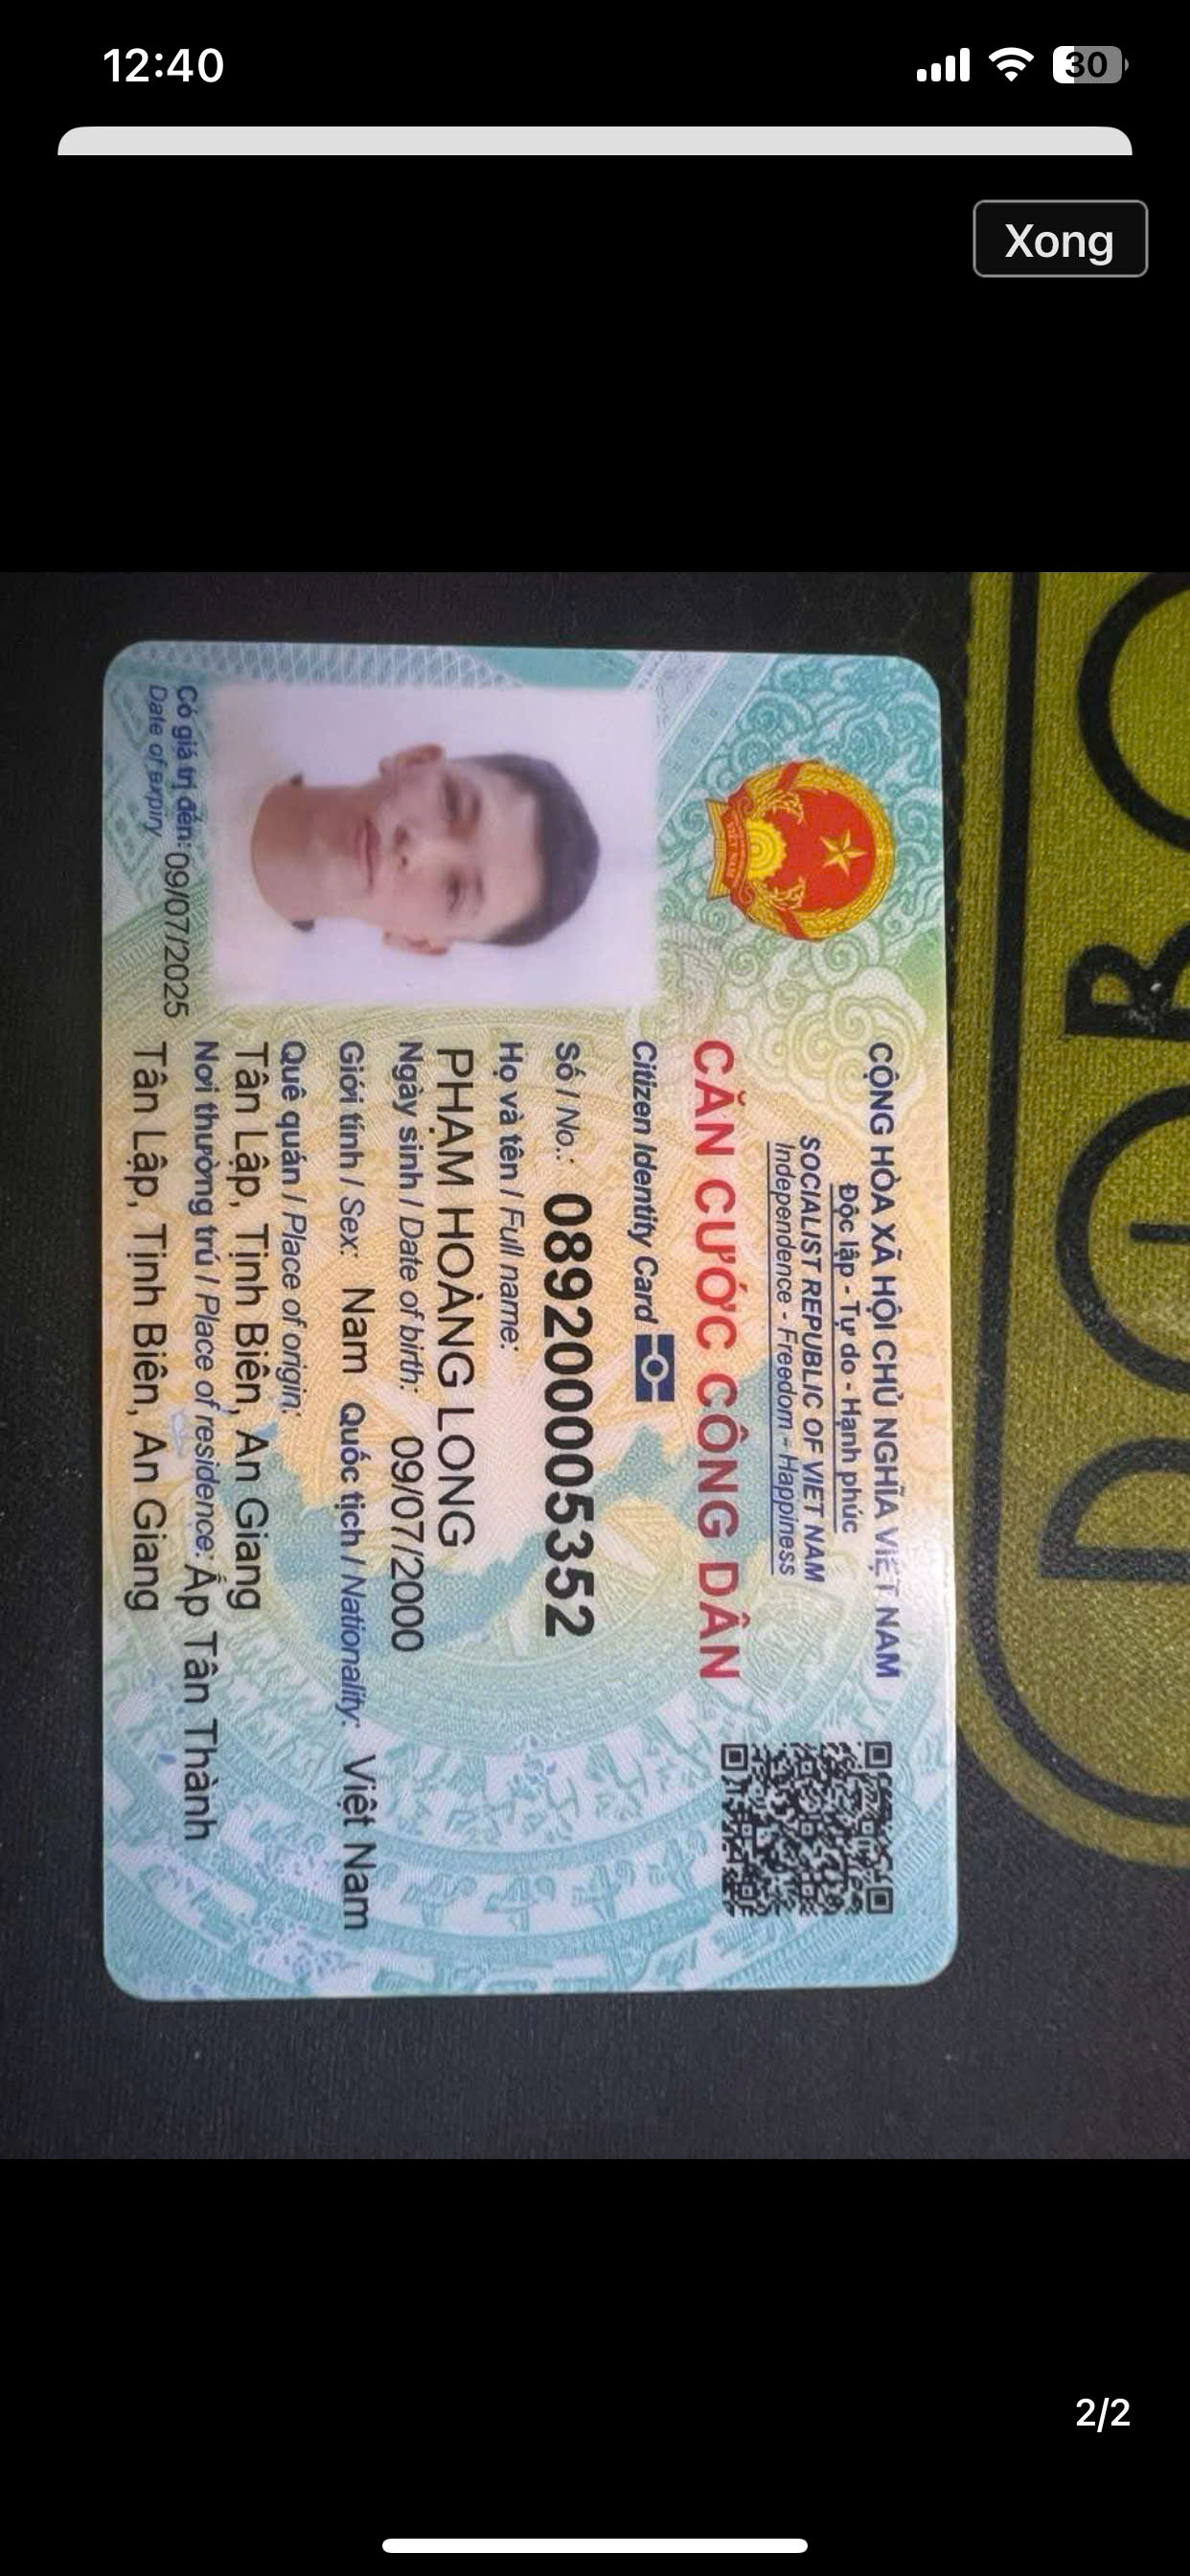 12:40
30
Xong
CỘNG HÒA XÃ HỘI CHỦ NGHĨA VIỆT NAM
Độc lập - Tự do - Hạnh phúc
SOCIALIST REPUBLIC OF VIET NAM
Independence - Freedom - Happiness
CĂN CƯỚC CÔNG DÂN
Citizen Identity Card
Số / No.: 089200005352
Họ và tên / Full name:
PHẠM HOÀNG LONG
Ngày sinh / Date of birth: 09/07/2000
Giới tính / Sex: Nam Quốc tịch / Nationality: Việt Nam
Quê quán / Place of origin:
Tân Lập, Tịnh Biên, An Giang
Nơi thường trú / Place of residence: Ấp Tân Thành
Tân Lập, Tịnh Biên, An Giang
Có giá trị đến: 09/07/2025
Date of expiry
2/2